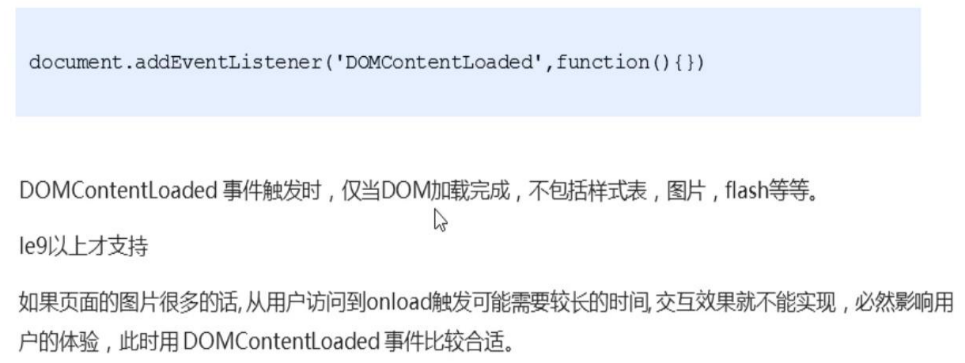 document.addEventListener('DOMContentLoaded',function(){})
DOMContentLoaded 事件触发时，仅当DOM加载完成，不包括样式表，图片，flash等等。
Ie9以上才支持
如果页面的图片很多的话, 从用户访问到onload触发可能需要较长的时间, 交互效果就不能实现，必然影响用
户的体验，此时用 DOMContentLoaded 事件比较合适。